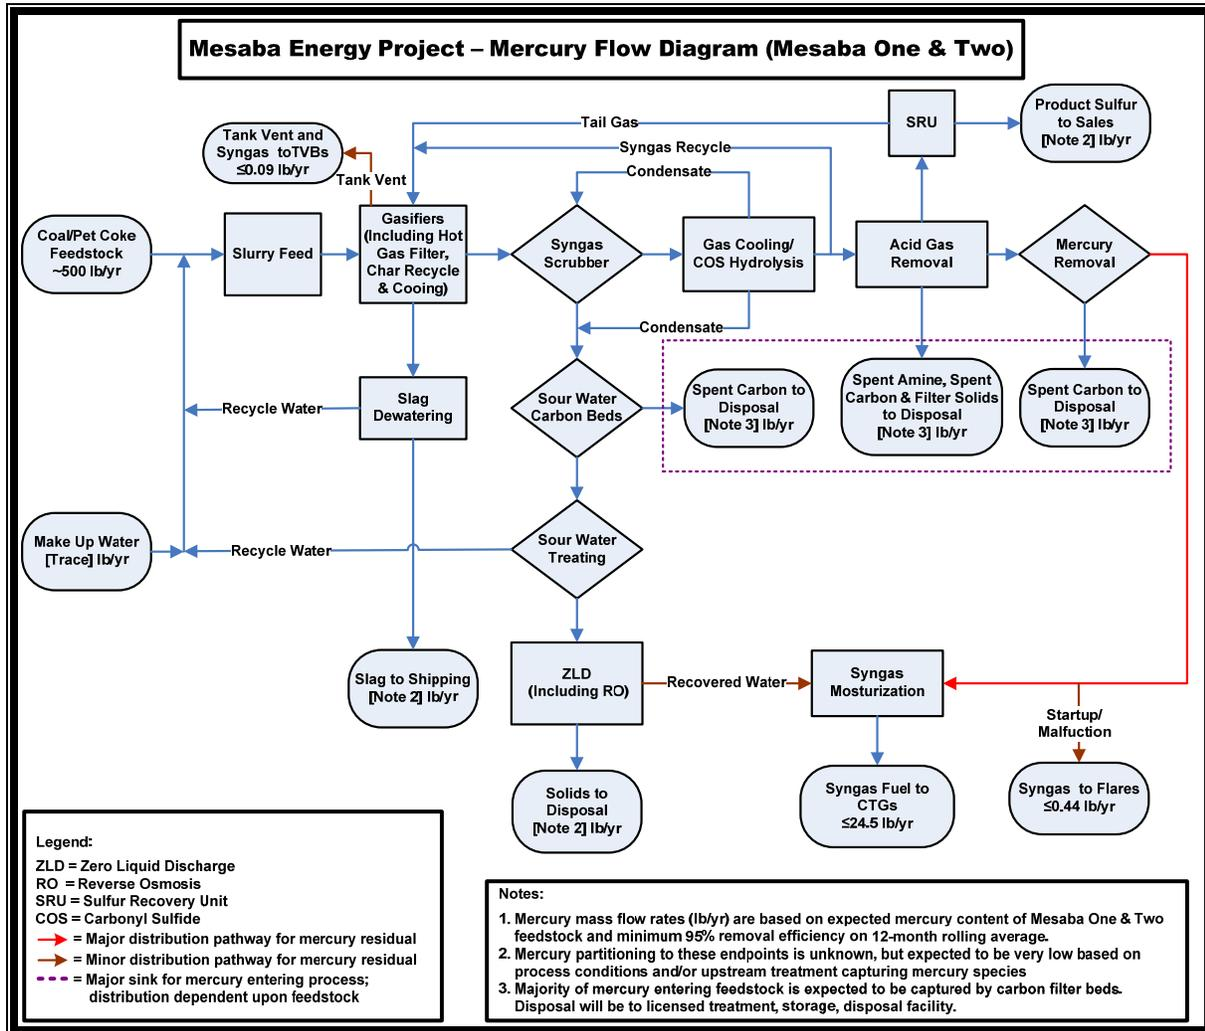 Mesaba Energy Project – Mercury Flow Diagram (Mesaba One & Two)
Tail Gas
SRU
Product Sulfur
to Sales
[Note 2] lb/yr
Tank Vent and
Syngas toTVBs
≤0.09 lb/yr
Tank Vent
Syngas Recycle
Condensate
Coal/Pet Coke
Feedstock
~500 lb/yr
Slurry Feed
Gasifiers
(Including Hot
Gas Filter,
Char Recycle
& Cooing)
Syngas
Scrubber
Gas Cooling/
COS Hydrolysis
Acid Gas
Removal
Mercury
Removal
Condensate
Recycle Water
Slag
Dewatering
Sour Water
Carbon Beds
Spent Carbon to
Disposal
[Note 3] lb/yr
Spent Amine, Spent
Carbon & Filter Solids
to Disposal
[Note 3] lb/yr
Spent Carbon to
Disposal
[Note 3] lb/yr
Make Up Water
[Trace] lb/yr
Recycle Water
Sour Water
Treating
Slag to Shipping
[Note 2] lb/yr
ZLD
(Including RO)
Recovered Water
Syngas
Mosturization
Startup/
Malfuction
Solids to
Disposal
[Note 2] lb/yr
Syngas Fuel to
CTGs
≤24.5 lb/yr
Syngas to Flares
≤0.44 lb/yr
Legend:
ZLD = Zero Liquid Discharge
RO = Reverse Osmosis
SRU = Sulfur Recovery Unit
COS = Carbonyl Sulfide
= Major distribution pathway for mercury residual
= Minor distribution pathway for mercury residual
= Major sink for mercury entering process;
distribution dependent upon feedstock
Notes:
1. Mercury mass flow rates (lb/yr) are based on expected mercury content of Mesaba One & Two
feedstock and minimum 95% removal efficiency on 12-month rolling average.
2. Mercury partitioning to these endpoints is unknown, but expected to be very low based on
process conditions and/or upstream treatment capturing mercury species
3. Majority of mercury entering feedstock is expected to be captured by carbon filter beds.
Disposal will be to licensed treatment, storage, disposal facility.